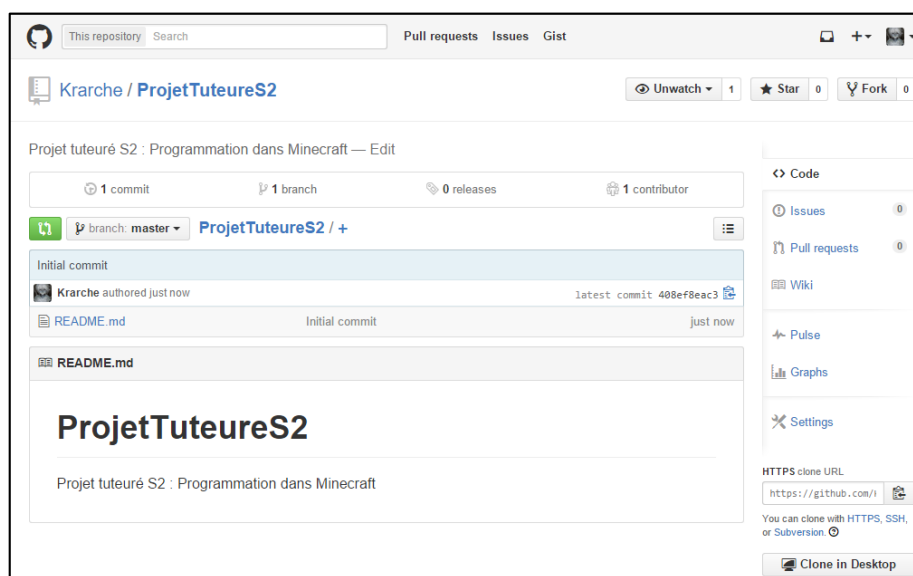 This repository Search Pull requests Issues Gist
Krarche / ProjetTuteureS2 Unwatch 1 Star 0 Fork 0
Projet tuteuré S2 : Programmation dans Minecraft — Edit
1 commit 1 branch 0 releases 1 contributor
branch: master ProjetTuteureS2 / +
Initial commit
Krarche authored just now latest commit 408ef8eac3
README.md Initial commit just now
README.md
ProjetTuteureS2
Projet tuteuré S2 : Programmation dans Minecraft
Code
Issues 0
Pull requests 0
Wiki
Pulse
Graphs
Settings
HTTPS clone URL
https://github.com/
You can clone with HTTPS, SSH,
or Subversion.
Clone in Desktop